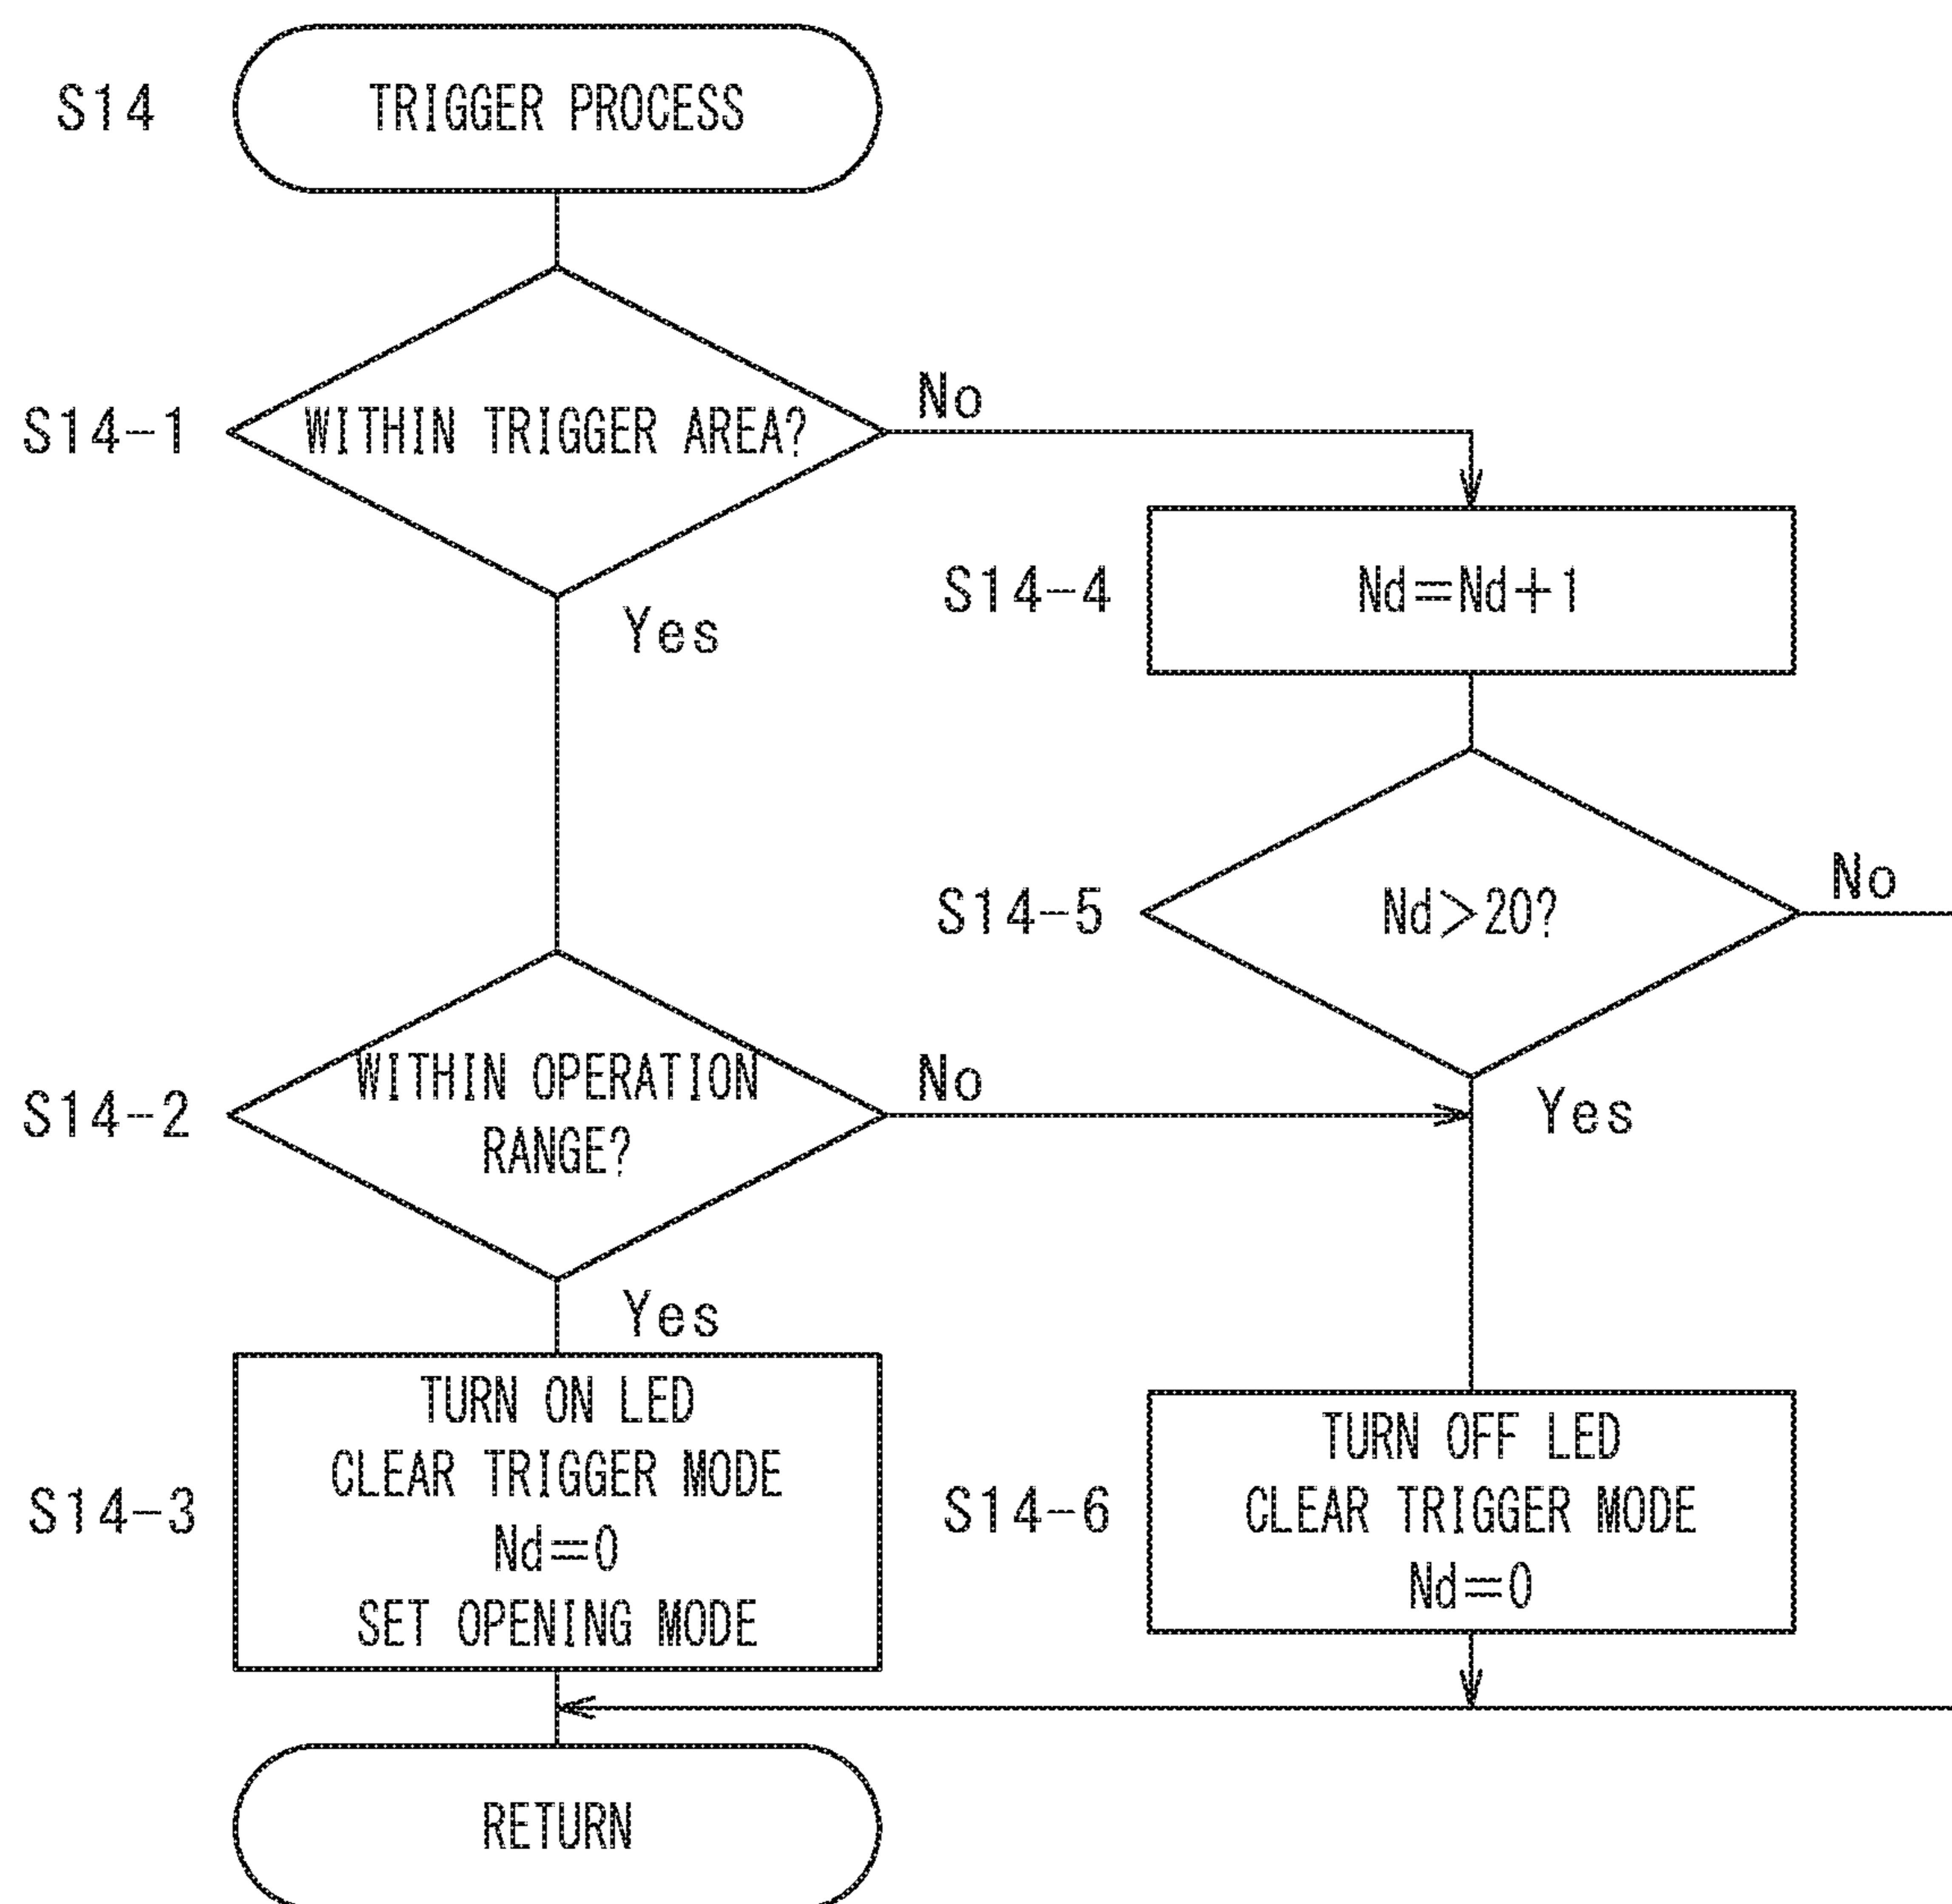 S14
TRIGGER PROCESS
S14-1
WITHIN TRIGGER AREA?
No
Yes
S14-4
Nd=Nd+1
S14-5
Nd>20?
No
Yes
S14-2
WITHIN OPERATION
RANGE?
No
Yes
S14-3
TURN ON LED
CLEAR TRIGGER MODE
Nd=0
SET OPENING MODE
S14-6
TURN OFF LED
CLEAR TRIGGER MODE
Nd=0
RETURN